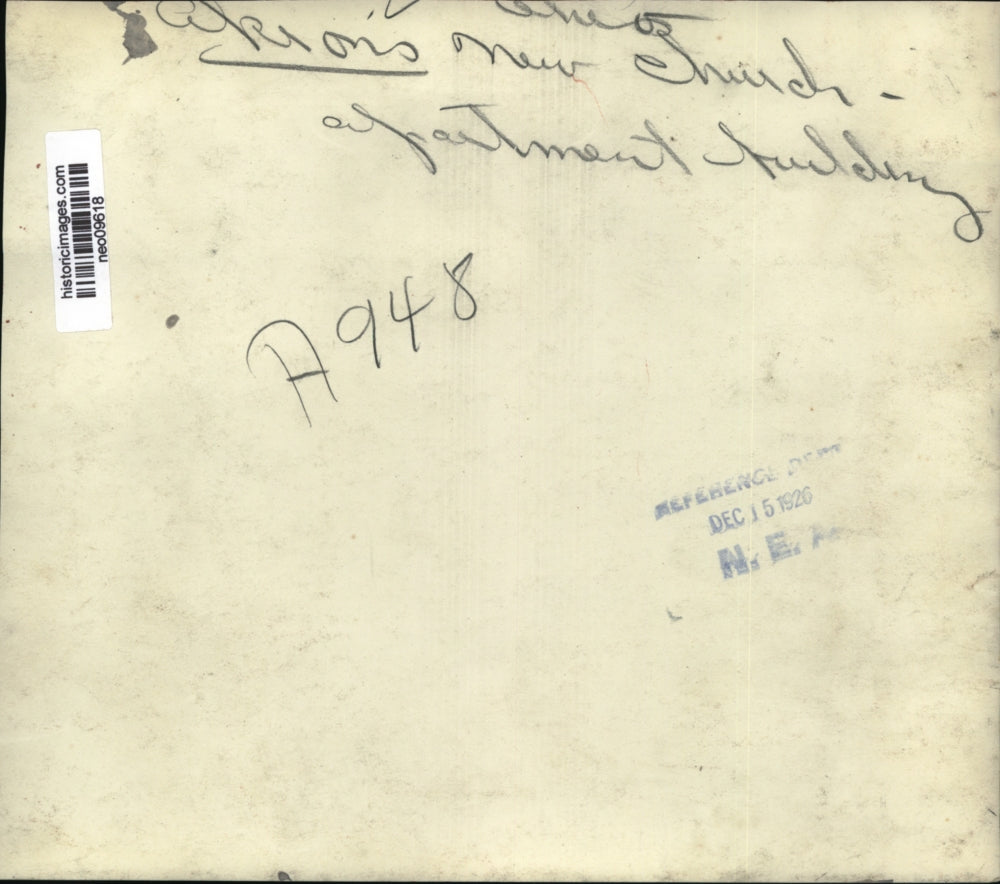 Akron's new Church -
apartment building
historicimages.com
neo09618
A948
REFERENCE DEPT
DEC 15 1926
N. E. A.